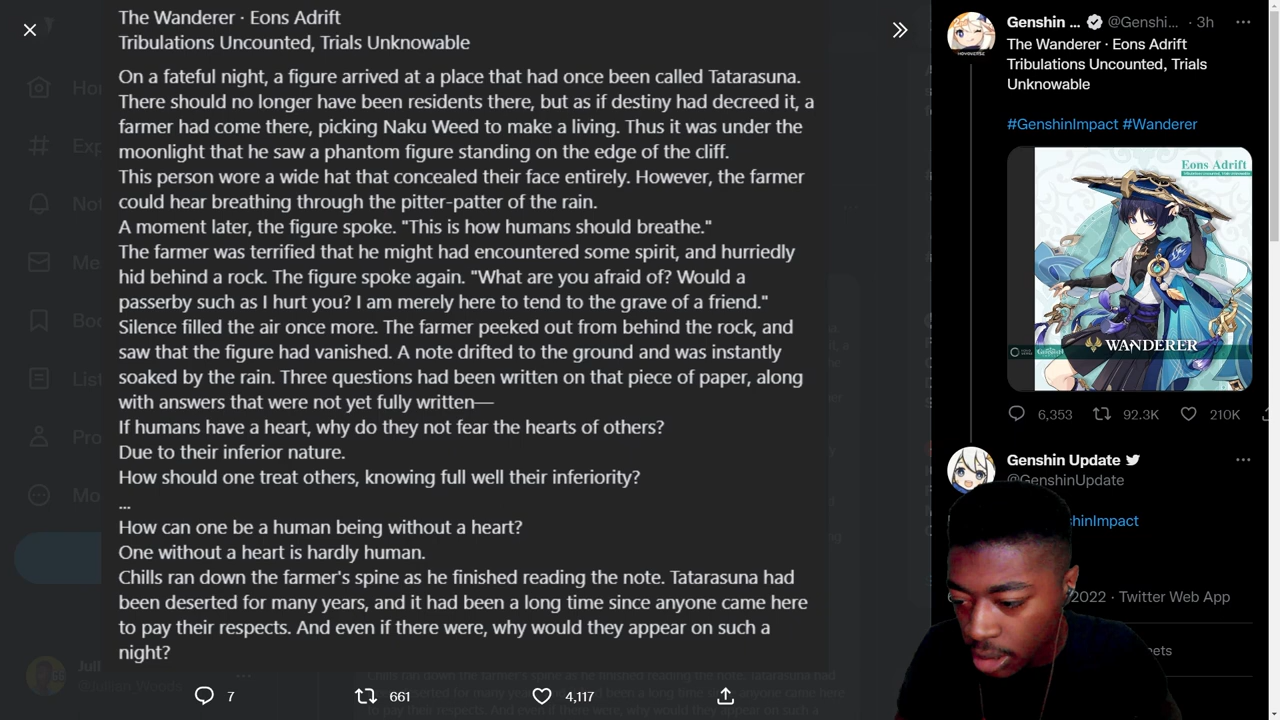 The Wanderer · Eons Adrift
Tribulations Uncounted, Trials Unknowable
On a fateful night, a figure arrived at a place that had once been called Tatarasuna.
There should no longer have been residents there, but as if destiny had decreed it, a
farmer had come there, picking Naku Weed to make a living. Thus it was under the
moonlight that he saw a phantom figure standing on the edge of the cliff.
This person wore a wide hat that concealed their face entirely. However, the farmer
could hear breathing through the pitter-patter of the rain.
A moment later, the figure spoke. "This is how humans should breathe."
The farmer was terrified that he might had encountered some spirit, and hurriedly
hid behind a rock. The figure spoke again. "What are you afraid of? Would a
passerby such as I hurt you? I am merely here to tend to the grave of a friend."
Silence filled the air once more. The farmer peeked out from behind the rock, and
saw that the figure had vanished. A note drifted to the ground and was instantly
soaked by the rain. Three questions had been written on that piece of paper, along
with answers that were not yet fully written—
If humans have a heart, why do they not fear the hearts of others?
Due to their inferior nature.
How should one treat others, knowing full well their inferiority?
...
How can one be a human being without a heart?
One without a heart is hardly human.
Chills ran down the farmer's spine as he finished reading the note. Tatarasuna had
been deserted for many years, and it had been a long time since anyone came here
to pay their respects. And even if there were, why would they appear on such a
night?
7
661
4,117
Genshin ... @Genshi... · 3h
The Wanderer · Eons Adrift
Tribulations Uncounted, Trials
Unknowable
#GenshinImpact #Wanderer
Eons Adrift
WANDERER
6,353
92.3K
210K
Genshin Update
@GenshinUpdate
hinImpact
2022 · Twitter Web App
eets